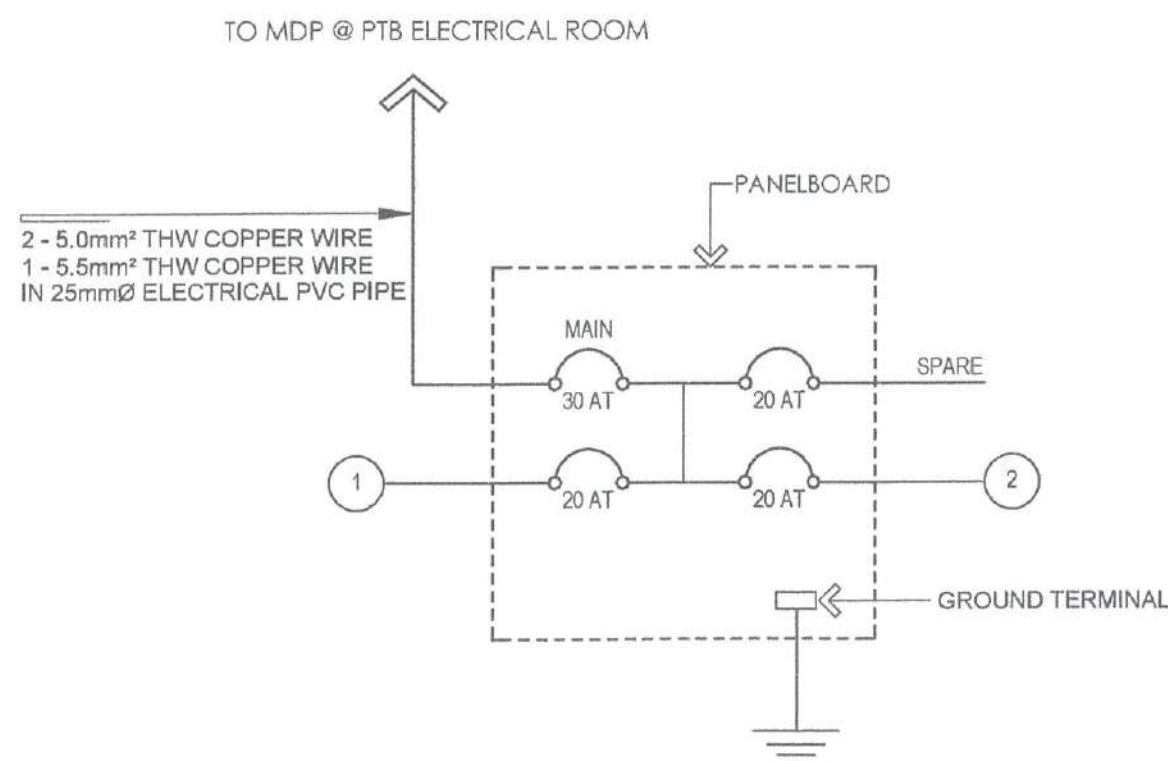 TO MDP @ PTB ELECTRICAL ROOM
PANELBOARD
2 - 5.0mm² THW COPPER WIRE
1 - 5.5mm² THW COPPER WIRE
IN 25mmØ ELECTRICAL PVC PIPE
MAIN
SPARE
30 AT
20 AT
1
2
20 AT
20 AT
GROUND TERMINAL